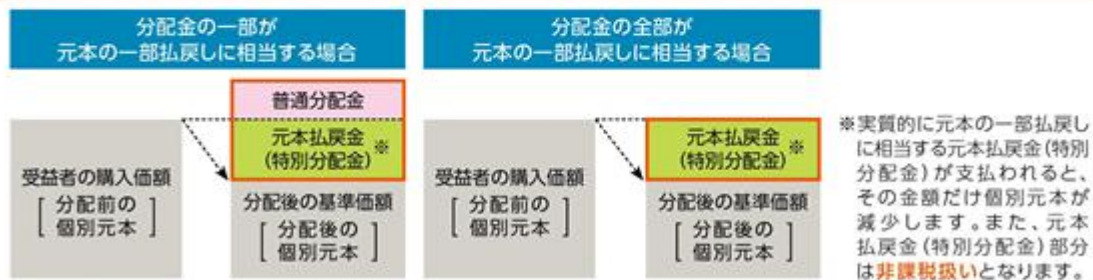 分配金の一部が
元本の一部払戻しに相当する場合
普通分配金
元本払戻金
(特別分配金)
※
受益者の購入価額
[ 分配前の
個別元本 ]
分配後の基準価額
[ 分配後の
個別元本 ]
分配金の全部が
元本の一部払戻しに相当する場合
元本払戻金
(特別分配金)
※
受益者の購入価額
[ 分配前の
個別元本 ]
分配後の基準価額
[ 分配後の
個別元本 ]
※実質的に元本の一部払戻し
に相当する元本払戻金(特別
分配金)が支払われると、
その金額だけ個別元本が
減少します。また、元本
払戻金(特別分配金)部分
は非課税扱いとなります。